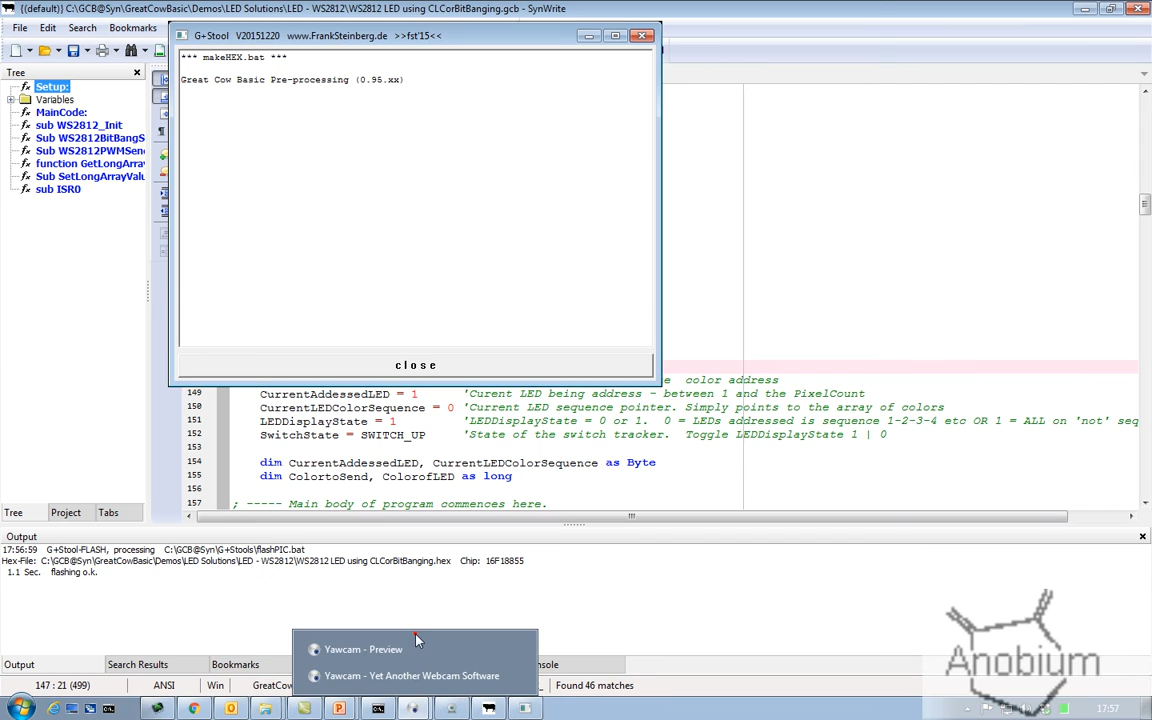 {(default)} C:\GCB@Syn\GreatCowBasic\Demos\LED Solutions\LED - WS2812\WS2812 LED using CLCorBitBanging.gcb - SynWrite
File Edit Search Bookmarks
G+Stool V20151220 www.FrankSteinberg.de >>fst'15<<
*** makeHEX.bat ***
Great Cow Basic Pre-processing (0.95.xx)
close
Tree
Setup:
Variables
MainCode:
sub WS2812_Init
Sub WS2812BitBangS
Sub WS2812PWMSen
function GetLongArray
Sub SetLongArrayValu
sub ISR0
color address
149 CurrentAddressedLED = 1 'Curent LED being address - between 1 and the PixelCount
150 CurrentLEDColorSequence = 0 'Current LED sequence pointer. Simply points to the array of colors
151 LEDDisplayState = 1 'LEDDisplayState = 0 or 1. 0 = LEDs addressed is sequence 1-2-3-4 etc OR 1 = ALL on 'not' seq
152 SwitchState = SWITCH_UP 'State of the switch tracker. Toggle LEDDisplayState 1 | 0
153
154 dim CurrentAddressedLED, CurrentLEDColorSequence as Byte
155 dim ColortoSend, ColorofLED as long
156
157 ; ----- Main body of program commences here.
Tree Project Tabs
Output
17:56:59 G+Stool-FLASH, processing C:\GCB@Syn\G+Stools\flashPIC.bat
Hex-File: C:\GCB@Syn\GreatCowBasic\Demos\LED Solutions\LED - WS2812\WS2812 LED using CLCorBitBanging.hex Chip: 16F18855
1.1 Sec. flashing o.k.
Yawcam - Preview
Yawcam - Yet Another Webcam Software
Anobium
Output Search Results Bookmarks nsole
147 : 21 (499) ANSI Win GreatCow Found 46 matches
17:57